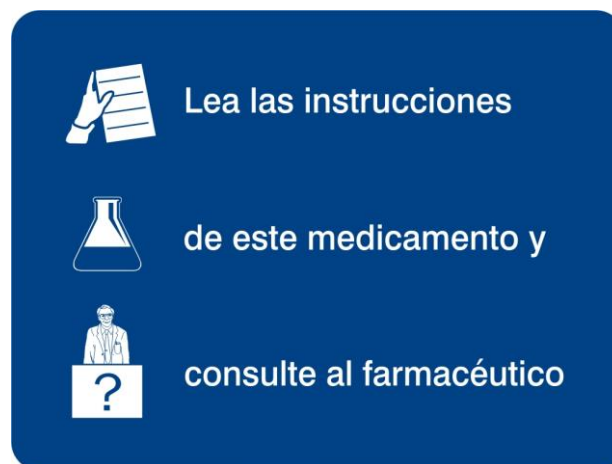 Lea las instrucciones
de este medicamento y
?
consulte al farmacéutico